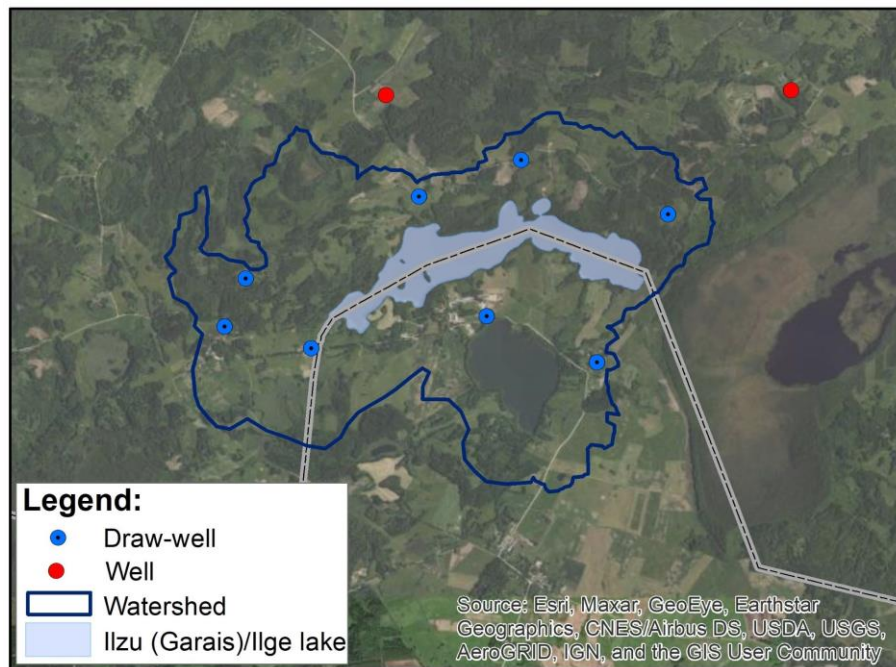 Legend:
Draw-well
Well
Watershed
Ilzu (Garais)/Ilge lake
Source: Esri, Maxar, GeoEye, Earthstar
Geographics, CNES/Airbus DS, USDA, USGS,
AeroGRID, IGN, and the GIS User Community